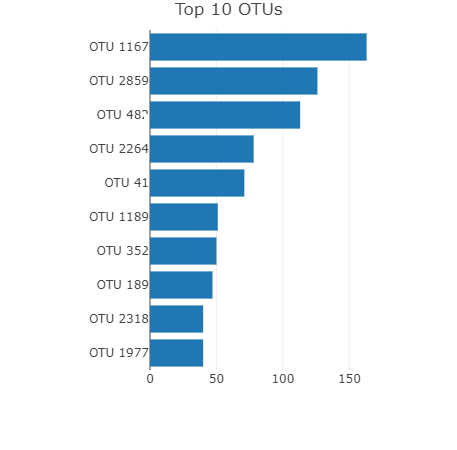 Top 10 OTUs
OTU 1167
OTU 2859
OTU
OTU 2264
OTU 41
OTU 1189
OTU 352
OTU 189
OTU 2318
OTU 1977
0 50 100 150